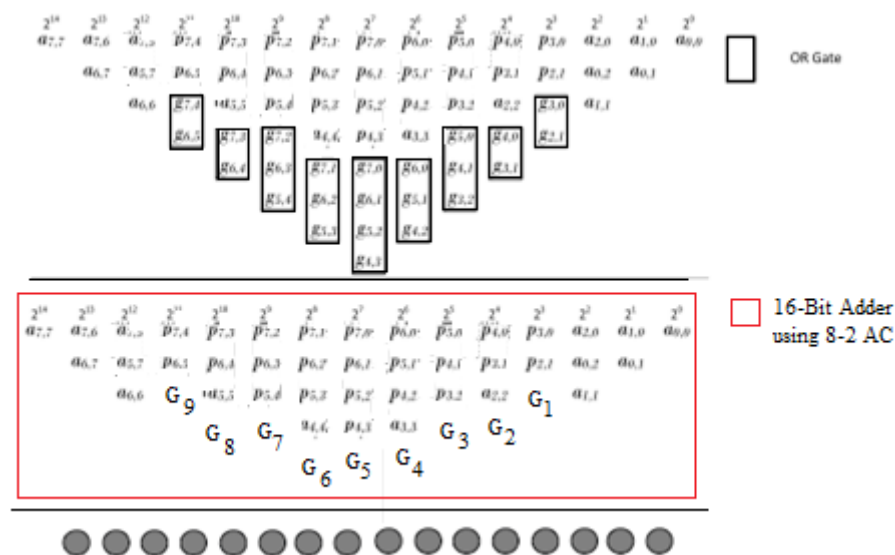 2^14 2^13 2^12 2^11 2^10 2^9 2^8 2^7 2^6 2^5 2^4 2^3 2^2 2^1 2^0
a7,7 a7,6 p7,4 p7,3 p7,2 p7,1 p7,0 p6,0 p5,0 p4,0 p3,0 a2,0 a1,0 a0,0
a6,7 a5,7 p6,5 p6,4 p6,3 p6,2 p6,1 p5,1 p4,1 p3,1 p2,1 a0,2 a0,1
a6,6 g7,4 a5,5 p5,4 p5,3 p5,2 p4,2 p3,2 a2,2 g3,0 a1,1
g6,5 g7,3 g7,2 a4,4 p4,3 a3,3 g5,0 g4,0 g2,1
g6,4 g6,3 g7,1 g7,0 g6,0 g4,1 g3,1
g5,4 g6,2 g6,1 g5,1 g3,2
g5,3 g5,2 g4,2
g4,3
OR Gate
2^14 2^13 2^12 2^11 2^10 2^9 2^8 2^7 2^6 2^5 2^4 2^3 2^2 2^1 2^0
a7,7 a7,6 p7,4 p7,3 p7,2 p7,1 p7,0 p6,0 p5,0 p4,0 p3,0 a2,0 a1,0 a0,0
a6,7 a5,7 p6,5 p6,4 p6,3 p6,2 p6,1 p5,1 p4,1 p3,1 p2,1 a0,2 a0,1
a6,6 G9 a5,5 p5,4 p5,3 p5,2 p4,2 p3,2 a2,2 G1 a1,1
G8 G7 a4,4 p4,3 a3,3 G3 G2
G6 G5 G4
16-Bit Adder
using 8-2 AC